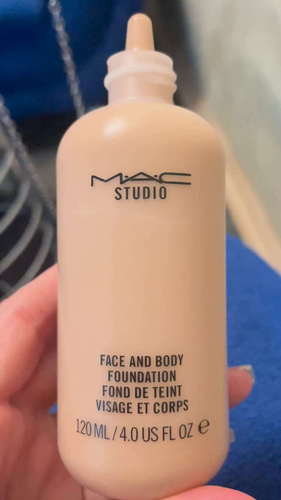 M·A·C
STUDIO
FACE AND BODY
FOUNDATION
FOND DE TEINT
VISAGE ET CORPS
120 ML / 4.0 US FL OZ ℮